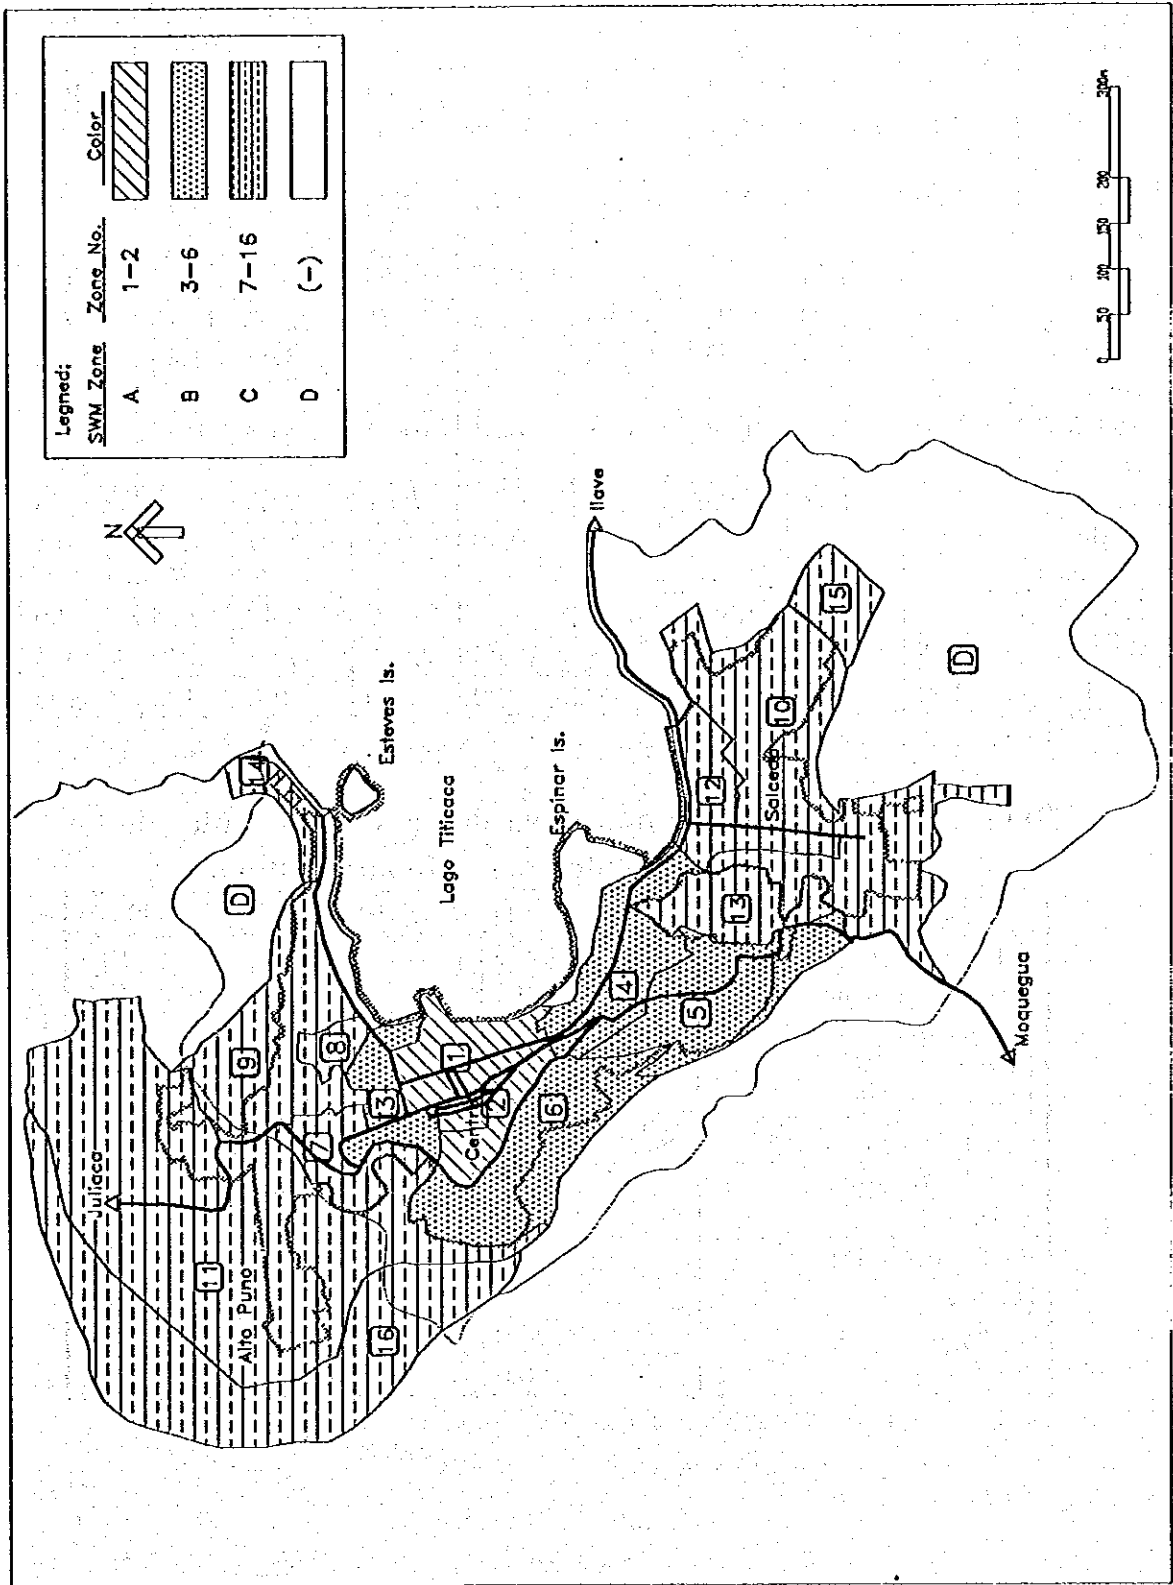 Legned:
SWM Zone Zone No. Color
A 1-2
B 3-6
C 7-16
D (-)
N
Juliaca
Ilave
Moquegua
Alto Puno
Centro
Salcedo
Lago Titicaca
Esteves Is.
Espinar Is.
D
D
1
2
3
4
5
6
7
8
9
10
11
12
13
14
15
16
0 50 100 150 200 300m